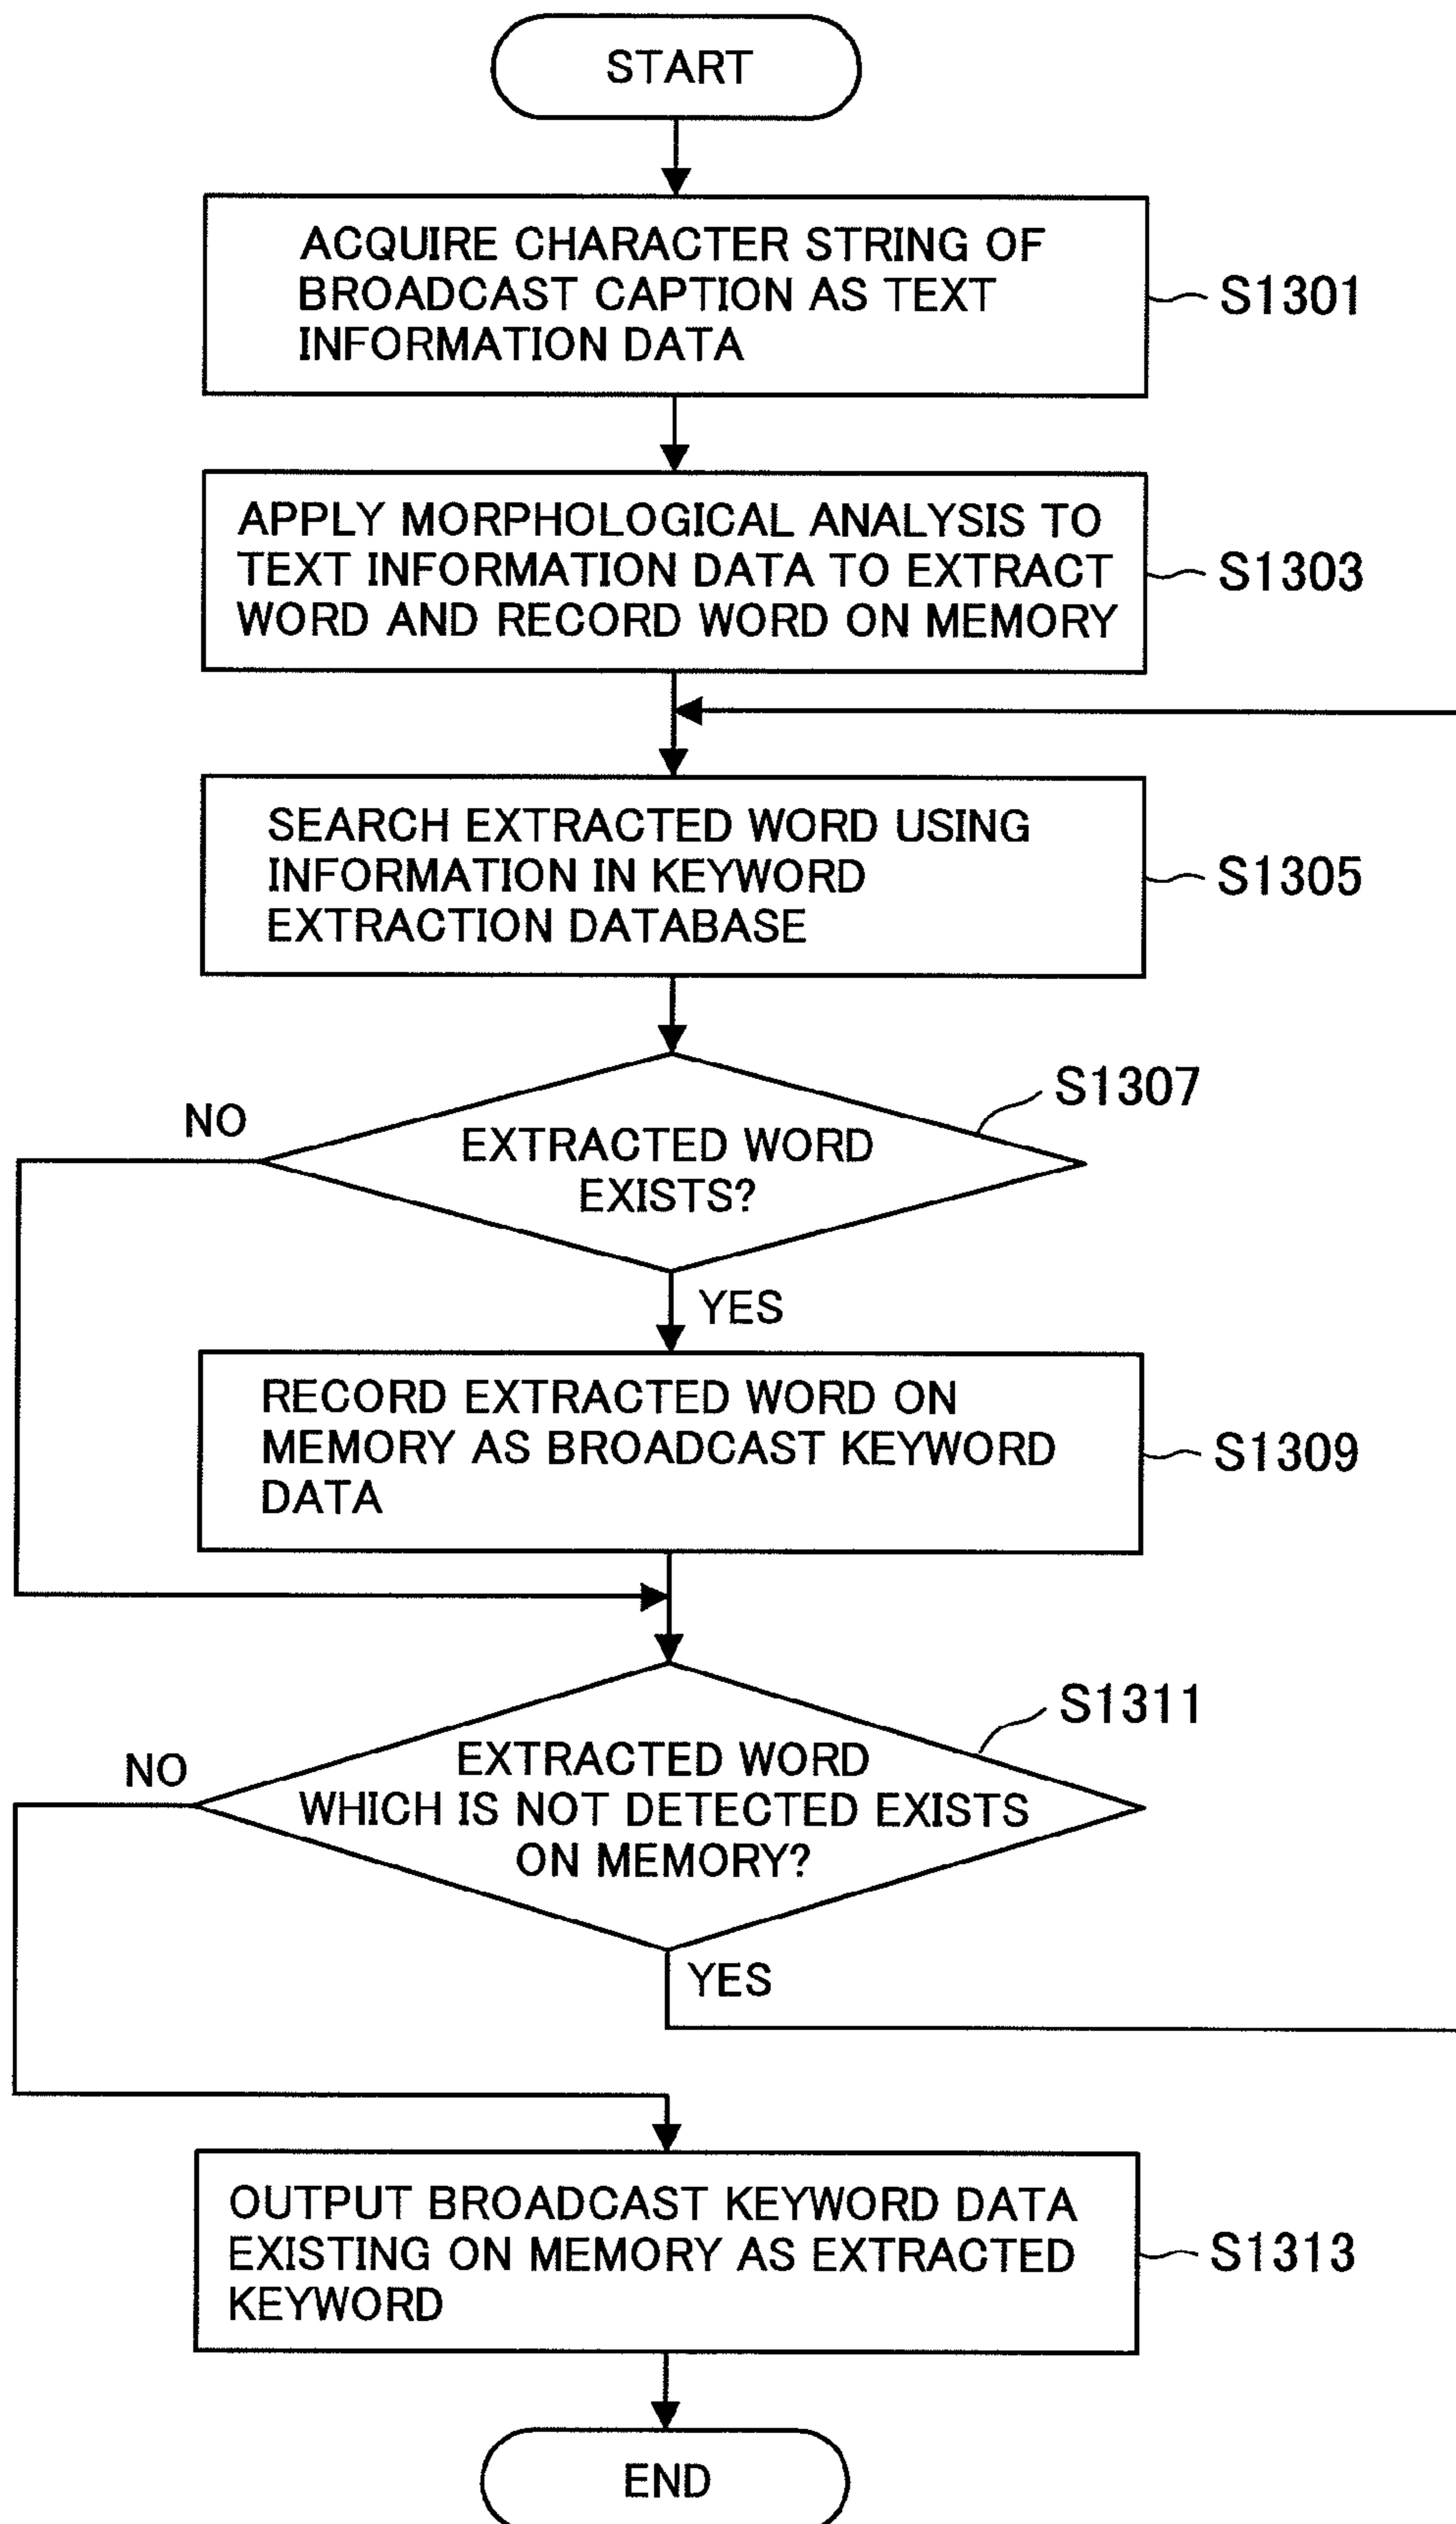 START
ACQUIRE CHARACTER STRING OF
BROADCAST CAPTION AS TEXT
INFORMATION DATA
S1301
APPLY MORPHOLOGICAL ANALYSIS TO
TEXT INFORMATION DATA TO EXTRACT
WORD AND RECORD WORD ON MEMORY
S1303
SEARCH EXTRACTED WORD USING
INFORMATION IN KEYWORD
EXTRACTION DATABASE
S1305
S1307
NO
EXTRACTED WORD
EXISTS?
YES
RECORD EXTRACTED WORD ON
MEMORY AS BROADCAST KEYWORD
DATA
S1309
S1311
NO
EXTRACTED WORD
WHICH IS NOT DETECTED EXISTS
ON MEMORY?
YES
OUTPUT BROADCAST KEYWORD DATA
EXISTING ON MEMORY AS EXTRACTED
KEYWORD
S1313
END